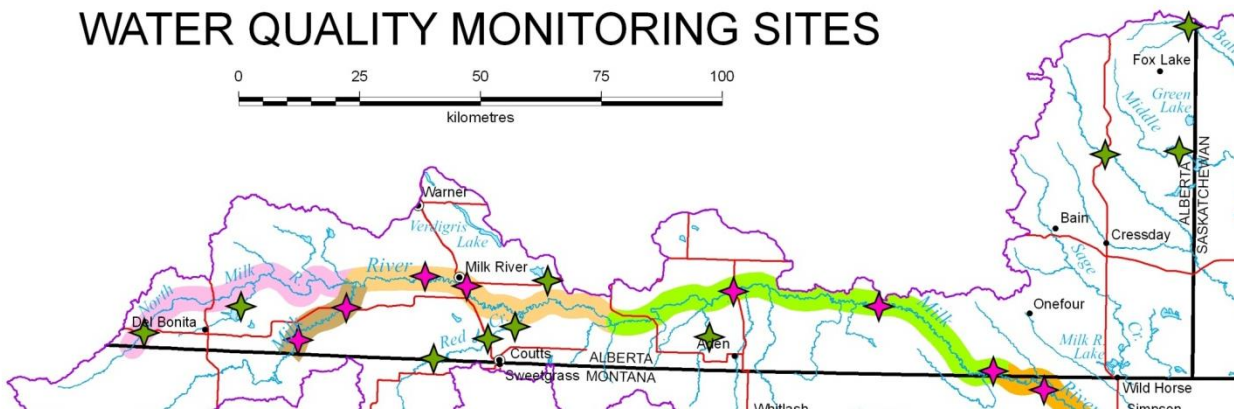 WATER QUALITY MONITORING SITES
0 25 50 75 100
kilometres
Fox Lake
Green
Lake
Middle
ALBERTA
SASKATCHEWAN
Warner
Verdigris
Lake
Bain
Cressday
Sage
Cr.
North Milk R.
River
Milk River
Del Bonita
Milk
Onefour
Red Cr.
Aden
Milk R.
Lake
Coutts
ALBERTA
Sweetgrass
MONTANA
River
Wild Horse
Whitlash
Simpson